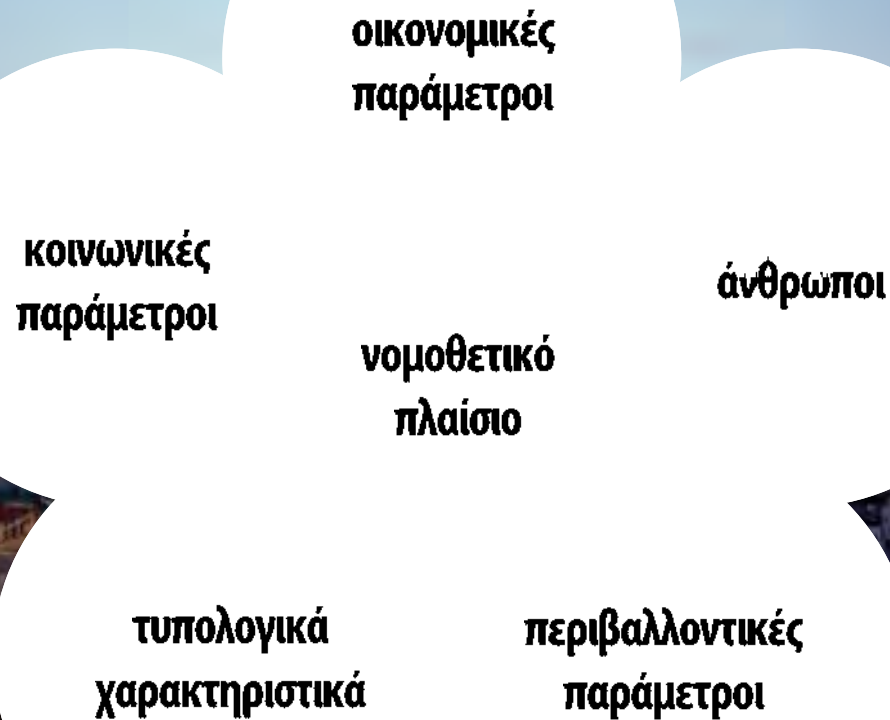 οικονομικές
παράμετροι
κοινωνικές
παράμετροι
άνθρωποι
νομοθετικό
πλαίσιο
τυπολογικά
χαρακτηριστικά
περιβαλλοντικές
παράμετροι